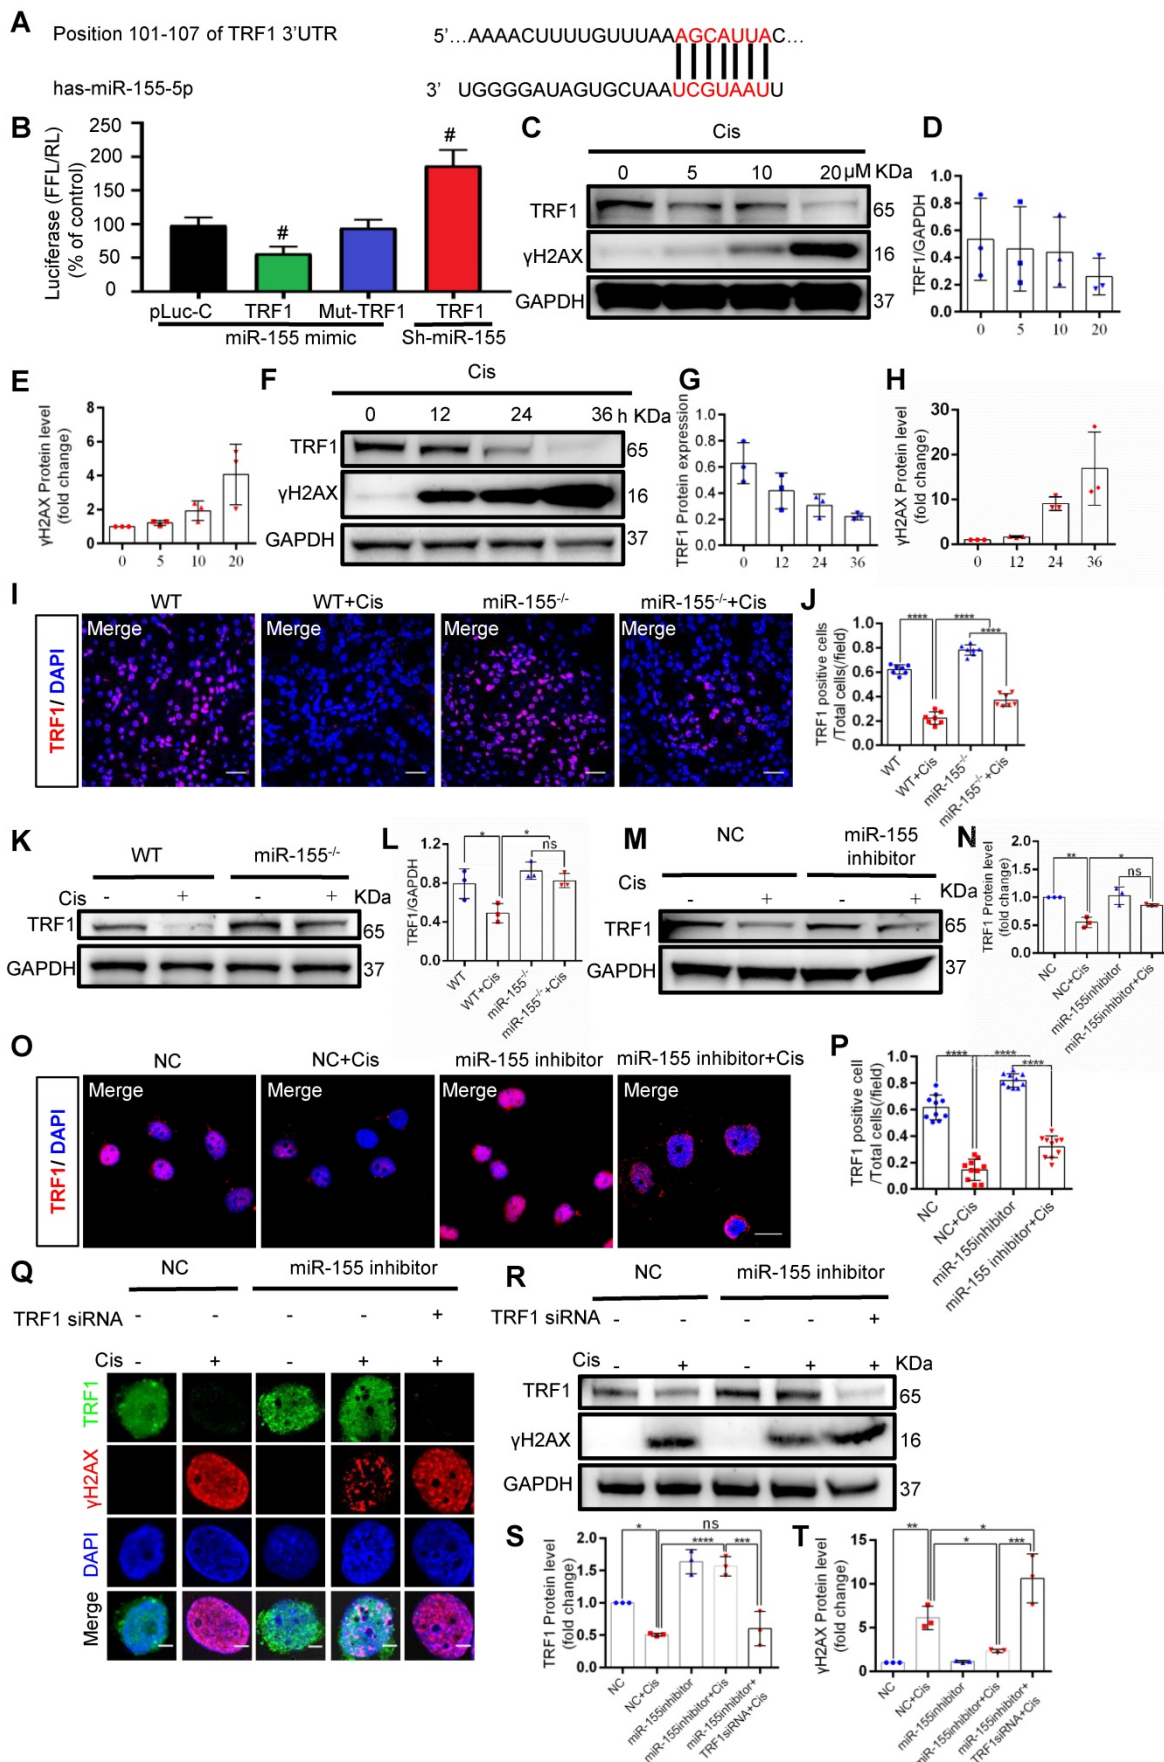 A
Position 101-107 of TRF1 3'UTR
5'...AAAACUUUUGUUUAAAGCAUUAC...
has-miR-155-5p
3' UGGGGAUAGUGCUAAUCGUAAUU
B
Luciferase (FFL/RL)
(% of control)
250
200
150
100
50
0
#
#
pLuc-C TRF1 Mut-TRF1 TRF1
miR-155 mimic Sh-miR-155
C
Cis
0 5 10 20 μM KDa
TRF1 65
γH2AX 16
GAPDH 37
D
TRF1/GAPDH
1.0
0.8
0.6
0.4
0.2
0.0
0 5 10 20
E
γH2AX Protein level
(fold change)
8
6
4
2
0
0 5 10 20
F
Cis
0 12 24 36 h KDa
TRF1 65
γH2AX 16
GAPDH 37
G
TRF1 Protein expression
1.0
0.8
0.6
0.4
0.2
0.0
0 12 24 36
H
γH2AX Protein level
(fold change)
30
20
10
0
0 12 24 36
I
WT WT+Cis miR-155-/- miR-155-/-+Cis
TRF1/ DAPI
Merge Merge Merge Merge
J
TRF1 positive cells
/Total cells(/field)
1.0
0.8
0.6
0.4
0.2
0.0
**** **** ****
WT WT+Cis miR-155-/- miR-155-/-+Cis
K
WT miR-155-/-
Cis - + - + KDa
TRF1 65
GAPDH 37
L
TRF1/GAPDH
1.2
0.8
0.4
0.0
* * ns
WT WT+Cis miR-155-/- miR-155-/-+Cis
M
NC miR-155
inhibitor
Cis - + - + KDa
TRF1 65
GAPDH 37
N
TRF1 Protein level
(fold change)
2.0
1.5
1.0
0.5
0.0
** * ns
NC NC+Cis miR-155inhibitor miR-155inhibitor+Cis
O
NC NC+Cis miR-155 inhibitor miR-155 inhibitor+Cis
TRF1/ DAPI
Merge Merge Merge Merge
P
TRF1 positive cell
/Total cells(/field)
1.0
0.8
0.6
0.4
0.2
0.0
**** **** ****
NC NC+Cis miR-155inhibitor miR-155 inhibitor+Cis
Q
NC miR-155 inhibitor
TRF1 siRNA - - - - +
Cis - + - + +
TRF1
γH2AX
DAPI
Merge
R
NC miR-155 inhibitor
TRF1 siRNA - - - - +
Cis - + - + + KDa
TRF1 65
γH2AX 16
GAPDH 37
S
TRF1 Protein level
(fold change)
2.0
1.5
1.0
0.5
0.0
* ns **** ***
NC NC+Cis miR-155inhibitor miR-155inhibitor+Cis miR-155inhibitor+
TRF1siRNA+Cis
T
γH2AX Protein level
(fold change)
15
10
5
0
** * * ***
NC NC+Cis miR-155inhibitor miR-155inhibitor+Cis miR-155inhibitor+
TRF1siRNA+Cis